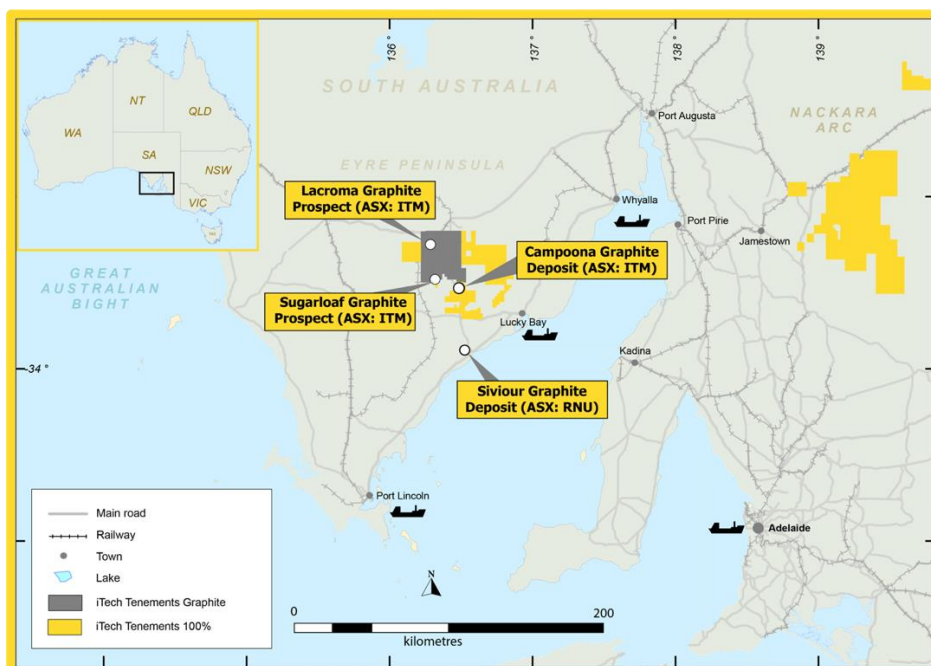 136 °
137 °
138 °
139 °
NT
QLD
WA
SA
NSW
VIC
SOUTH AUSTRALIA
NACKARA
ARC
Port Augusta
EYRE PENINSULA
Lacroma Graphite
Prospect (ASX: ITM)
Whyalla
Port Pirie
Jamestown
Campoona Graphite
Deposit (ASX: ITM)
GREAT
AUSTRALIAN
BIGHT
Sugarloaf Graphite
Prospect (ASX: ITM)
Lucky Bay
Kadina
-34 °
Siviour Graphite
Deposit (ASX: RNU)
Port Lincoln
Adelaide
Main road
Railway
Town
Lake
iTech Tenements Graphite
iTech Tenements 100%
N
0
200
kilometres